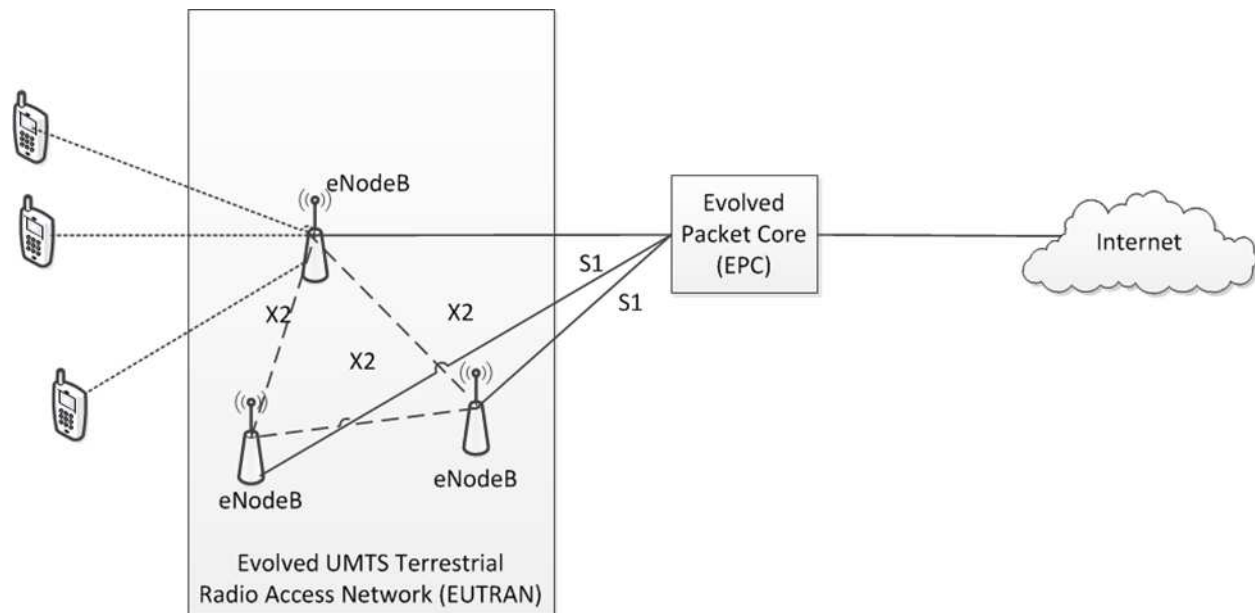 eNodeB
Evolved
Packet Core
(EPC)
Internet
S1
S1
X2
X2
X2
eNodeB
eNodeB
Evolved UMTS Terrestrial
Radio Access Network (EUTRAN)